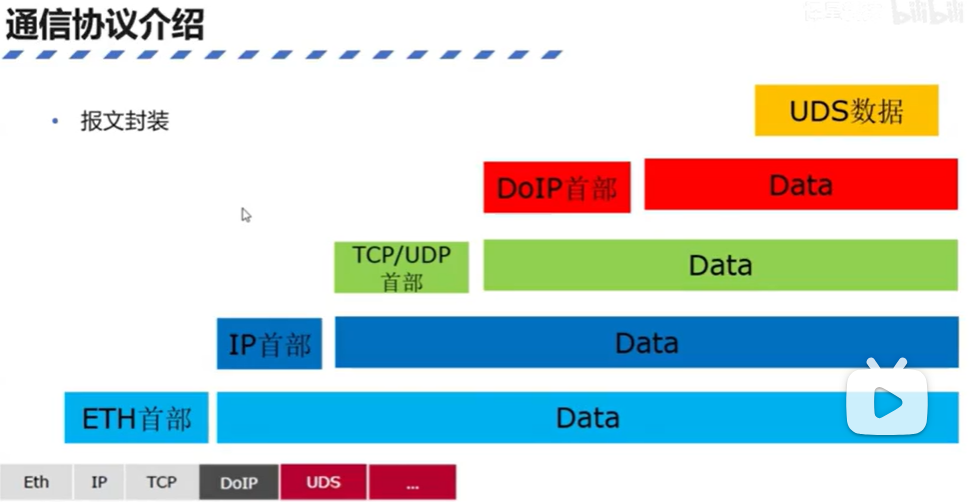 通信协议介绍
bilibili
• 报文封装
UDS数据
DoIP首部
Data
TCP/UDP
首部
Data
IP首部
Data
ETH首部
Data
Eth
IP
TCP
DoIP
UDS
...